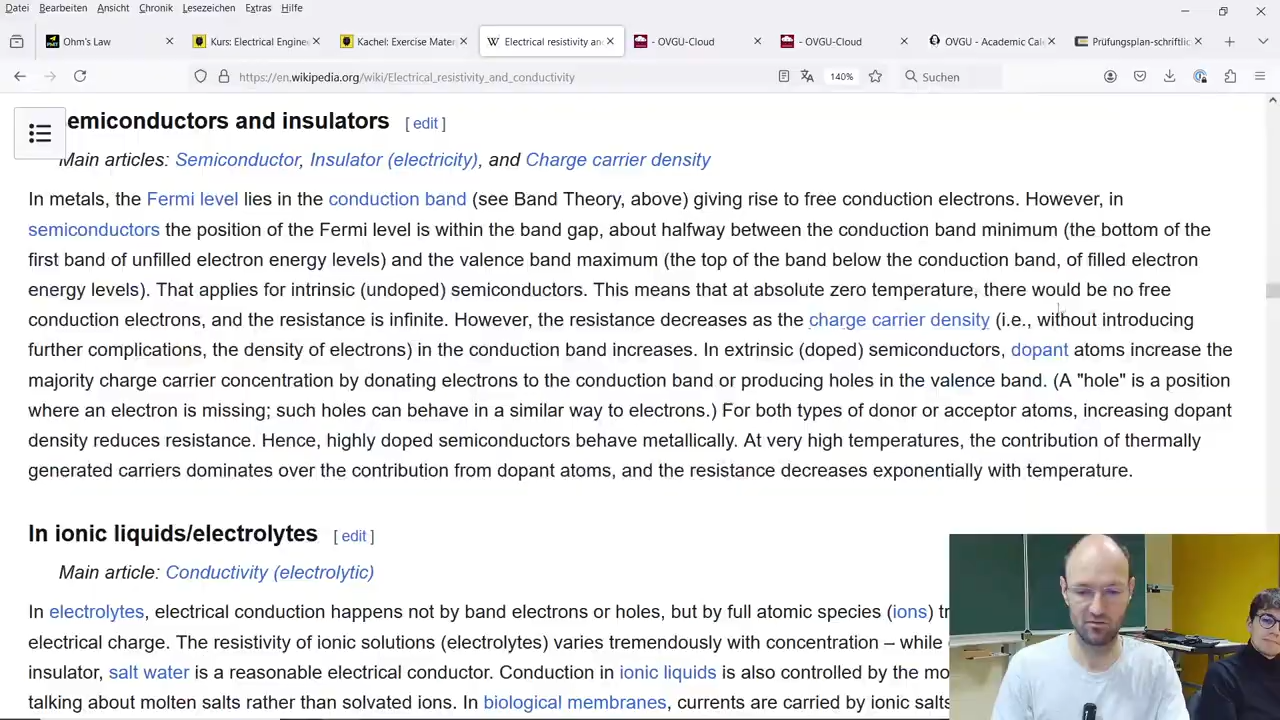 Datei Bearbeiten Ansicht Chronik Lesezeichen Extras Hilfe
Ohm's Law
Kurs: Electrical Engine
Kachel: Exercise Mater
Electrical resistivity an
- OVGU-Cloud
- OVGU-Cloud
OVGU - Academic Cal
Prüfungsplan-schriftlic
https://en.wikipedia.org/wiki/Electrical_resistivity_and_conductivity
140%
Suchen
emiconductors and insulators [ edit ]
Main articles: Semiconductor, Insulator (electricity), and Charge carrier density
In metals, the Fermi level lies in the conduction band (see Band Theory, above) giving rise to free conduction electrons. However, in
semiconductors the position of the Fermi level is within the band gap, about halfway between the conduction band minimum (the bottom of the
first band of unfilled electron energy levels) and the valence band maximum (the top of the band below the conduction band, of filled electron
energy levels). That applies for intrinsic (undoped) semiconductors. This means that at absolute zero temperature, there would be no free
conduction electrons, and the resistance is infinite. However, the resistance decreases as the charge carrier density (i.e., without introducing
further complications, the density of electrons) in the conduction band increases. In extrinsic (doped) semiconductors, dopant atoms increase the
majority charge carrier concentration by donating electrons to the conduction band or producing holes in the valence band. (A "hole" is a position
where an electron is missing; such holes can behave in a similar way to electrons.) For both types of donor or acceptor atoms, increasing dopant
density reduces resistance. Hence, highly doped semiconductors behave metallically. At very high temperatures, the contribution of thermally
generated carriers dominates over the contribution from dopant atoms, and the resistance decreases exponentially with temperature.
In ionic liquids/electrolytes [ edit ]
Main article: Conductivity (electrolytic)
In electrolytes, electrical conduction happens not by band electrons or holes, but by full atomic species (ions) tr
electrical charge. The resistivity of ionic solutions (electrolytes) varies tremendously with concentration – while
insulator, salt water is a reasonable electrical conductor. Conduction in ionic liquids is also controlled by the mo
talking about molten salts rather than solvated ions. In biological membranes, currents are carried by ionic salts